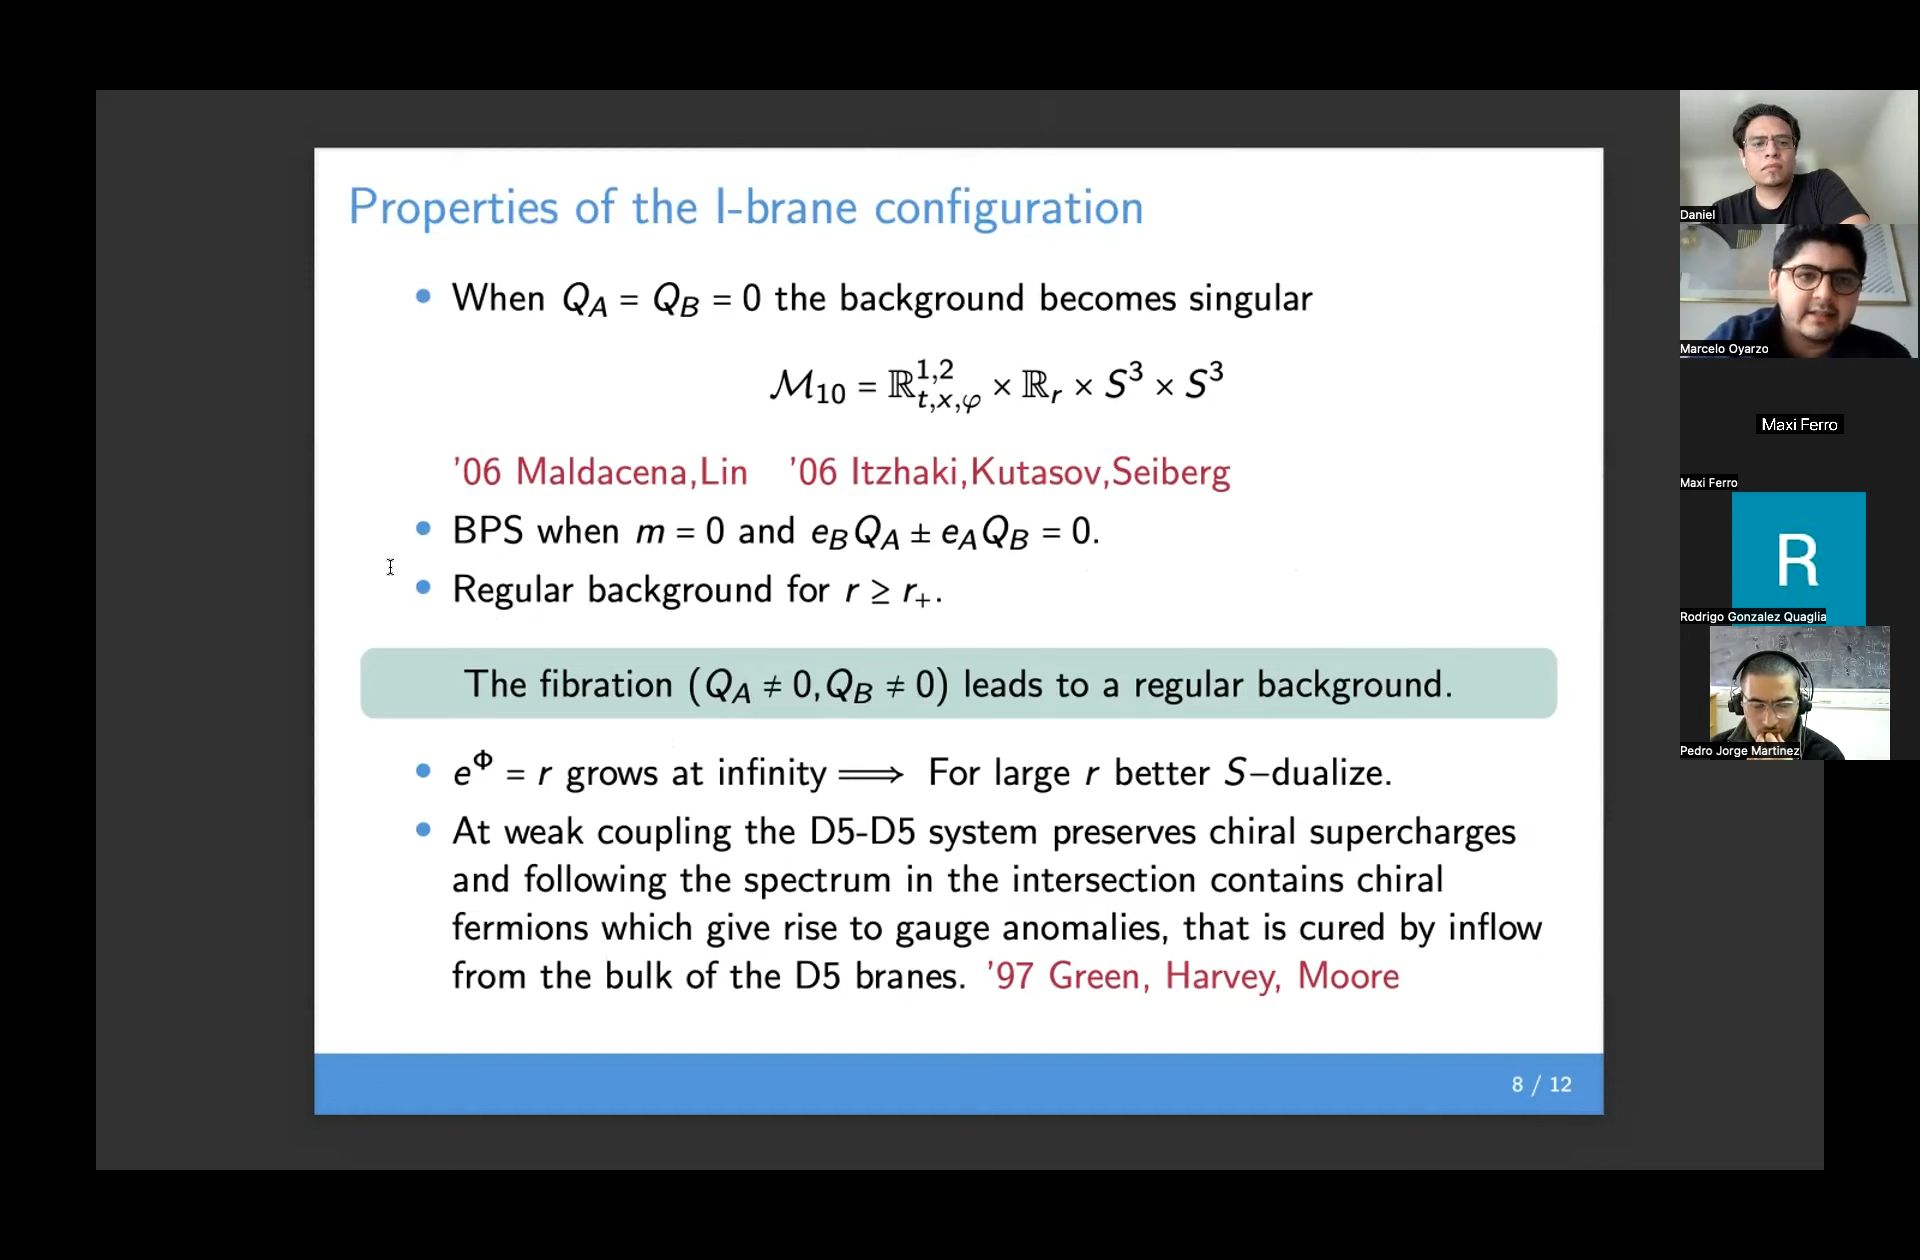 Properties of the I-brane configuration
• When Q_A = Q_B = 0 the background becomes singular
ℳ₁₀ = ℝ^{1,2}_{t,x,φ} × ℝ_r × S³ × S³
'06 Maldacena,Lin '06 Itzhaki,Kutasov,Seiberg
• BPS when m = 0 and e_B Q_A ± e_A Q_B = 0.
• Regular background for r ≥ r₊.
The fibration (Q_A ≠ 0, Q_B ≠ 0) leads to a regular background.
• e^Φ = r grows at infinity ⟹ For large r better S–dualize.
• At weak coupling the D5-D5 system preserves chiral supercharges
and following the spectrum in the intersection contains chiral
fermions which give rise to gauge anomalies, that is cured by inflow
from the bulk of the D5 branes. '97 Green, Harvey, Moore
8 / 12
Daniel
Marcelo Oyarzo
Maxi Ferro
Maxi Ferro
R
Rodrigo Gonzalez Quaglia
Pedro Jorge Martinez